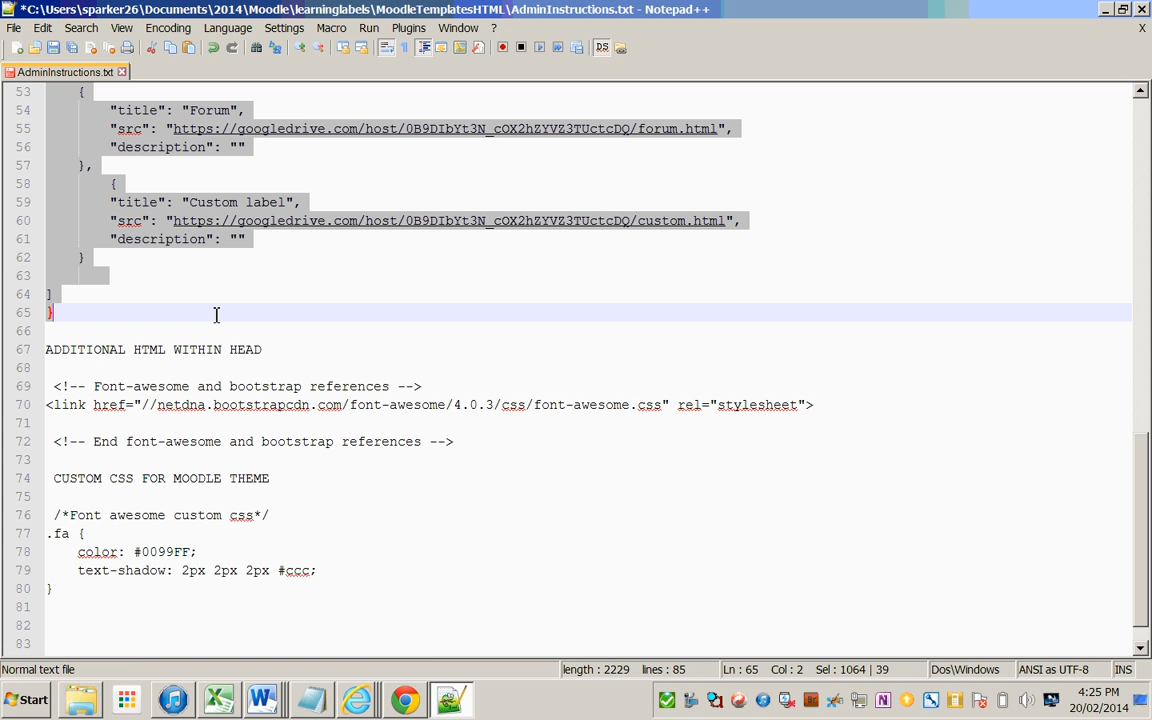 *C:\Users\sparker26\Documents\2014\Moodle\learninglabels\MoodleTemplatesHTML\AdminInstructions.txt - Notepad++
File Edit Search View Encoding Language Settings Macro Run Plugins Window ? X
AdminInstructions.txt
53 {
54 "title": "Forum",
55 "src": "https://googledrive.com/host/0B9DIbYt3N_cOX2hZYVZ3TUctcDQ/forum.html",
56 "description": ""
57 },
58 {
59 "title": "Custom label",
60 "src": "https://googledrive.com/host/0B9DIbYt3N_cOX2hZYVZ3TUctcDQ/custom.html",
61 "description": ""
62 }
63
64 ]
65 }
66
67 ADDITIONAL HTML WITHIN HEAD
68
69 <!-- Font-awesome and bootstrap references -->
70 <link href="//netdna.bootstrapcdn.com/font-awesome/4.0.3/css/font-awesome.css" rel="stylesheet">
71
72 <!-- End font-awesome and bootstrap references -->
73
74 CUSTOM CSS FOR MOODLE THEME
75
76 /*Font awesome custom css*/
77 .fa {
78 color: #0099FF;
79 text-shadow: 2px 2px 2px #ccc;
80 }
81
82
83
Normal text file length : 2229 lines : 85 Ln : 65 Col : 2 Sel : 1064 | 39 Dos\Windows ANSI as UTF-8 INS
Start 4:25 PM
20/02/2014